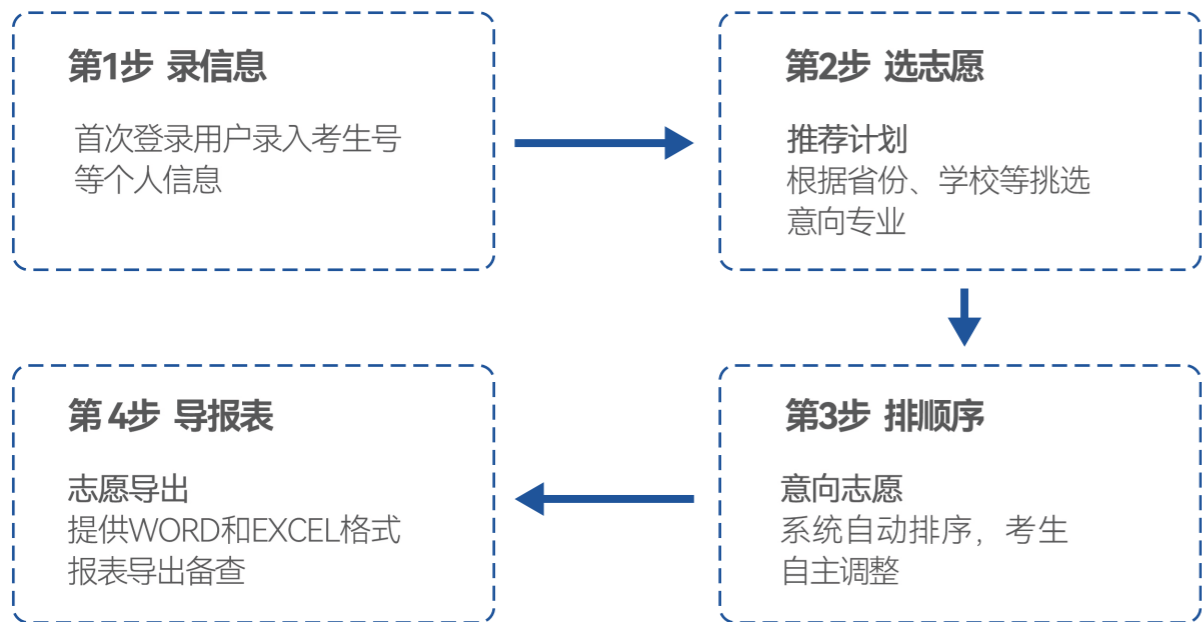 第1步 录信息
首次登录用户录入考生号
等个人信息
第2步 选志愿
推荐计划
根据省份、学校等挑选
意向专业
第3步 排顺序
意向志愿
系统自动排序，考生
自主调整
第4步 导报表
志愿导出
提供WORD和EXCEL格式
报表导出备查